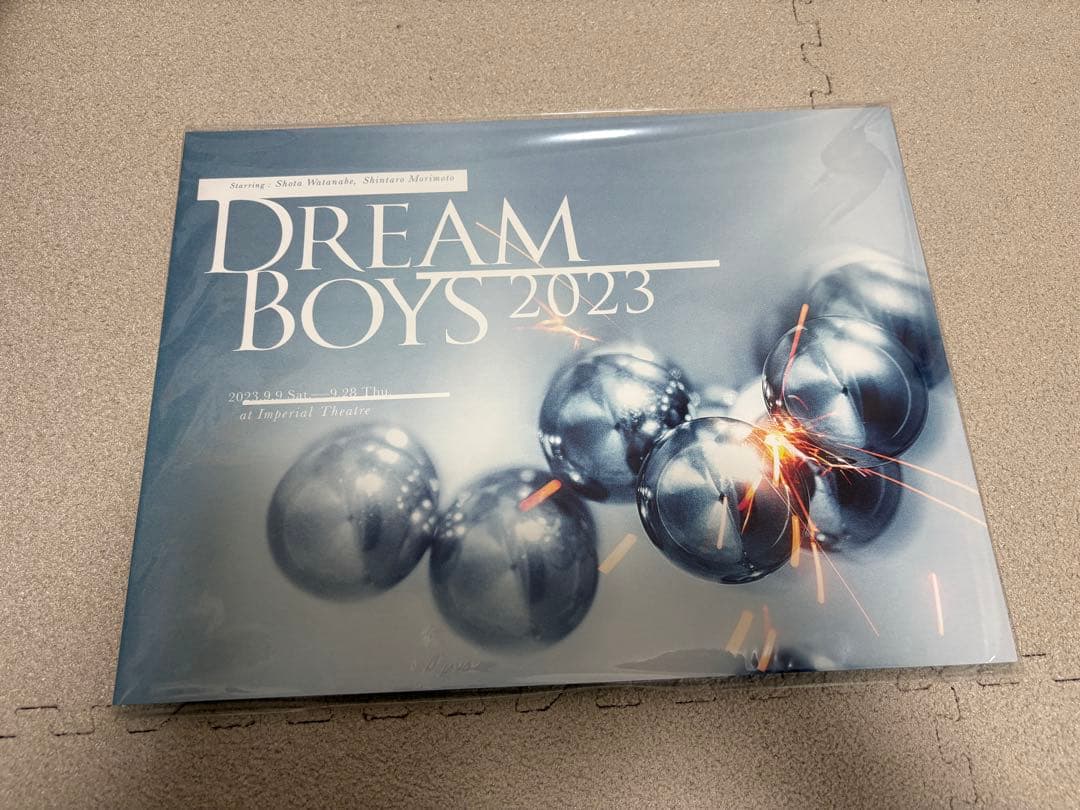 Starring : Shota Watanabe, Shintaro Morimoto
DREAM
BOYS 2023
2023.9.9 Sat.—9.28 Thu.
at Imperial Theatre